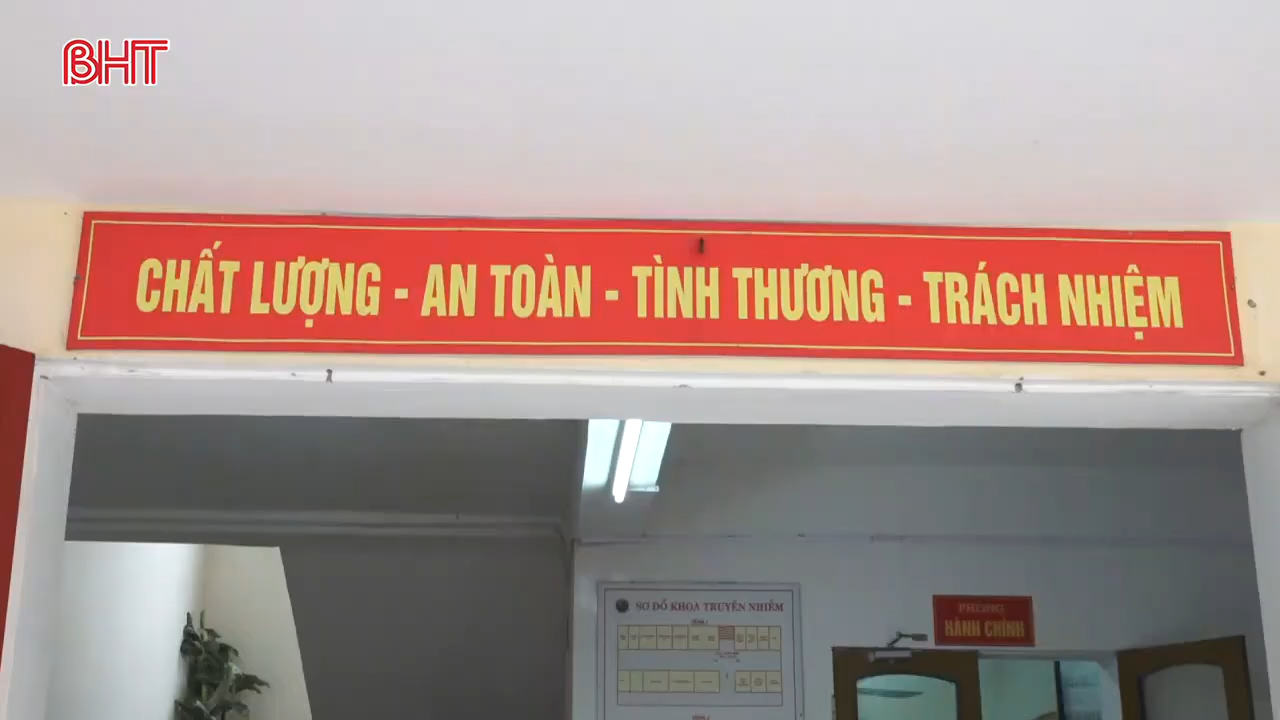 BHT
CHẤT LƯỢNG - AN TOÀN - TÌNH THƯƠNG - TRÁCH NHIỆM
SƠ ĐỒ KHOA TRUYỀN NHIỄM
PHÒNG
HÀNH CHÍNH